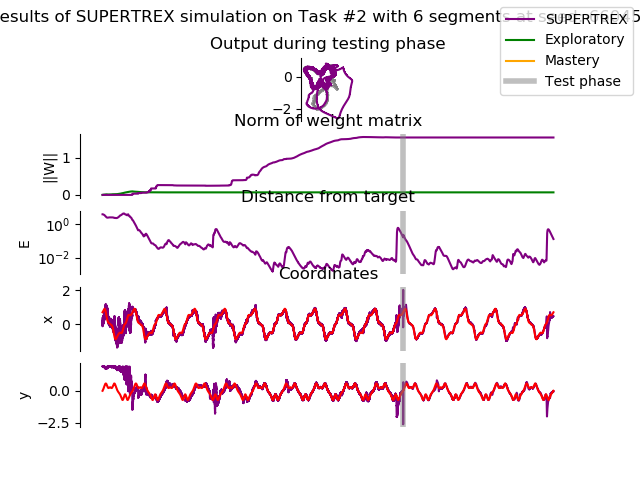 esults of SUPERTREX simulation on Task #2 with 6 segments at
SUPERTREX
Exploratory
Mastery
Test phase
Output during testing phase
0
−2
Norm of weight matrix
||W||
1
0
Distance from target
E
10⁰
10⁻²
Coordinates
x
2
0
y
0.0
−2.5